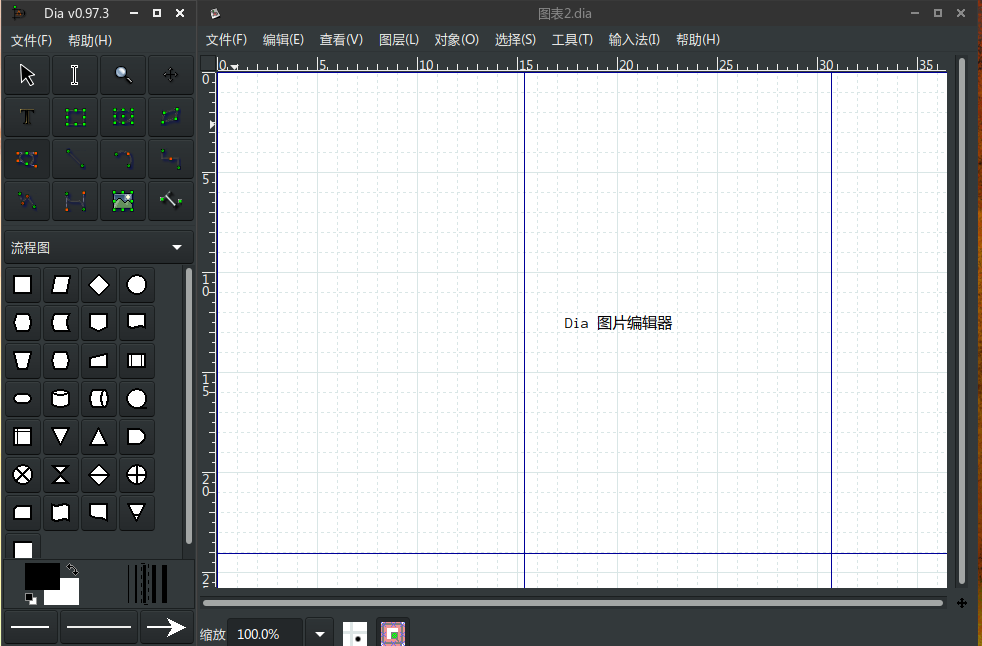 Dia v0.97.3
图表2.dia
文件(F) 帮助(H)
文件(F) 编辑(E) 查看(V) 图层(L) 对象(O) 选择(S) 工具(T) 输入法(I) 帮助(H)
0 5 10 15 20 25 30 35
0
5
10
15
20
2
T
流程图
Dia 图片编辑器
缩放 100.0%